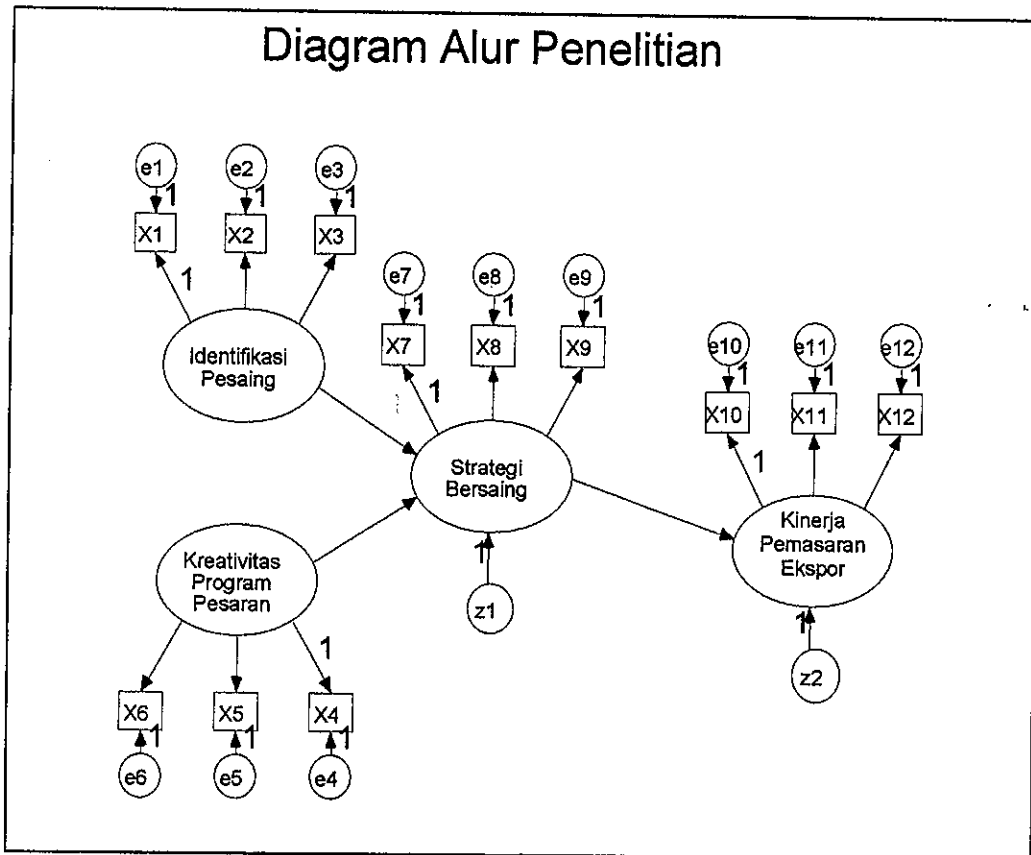 Diagram Alur Penelitian
e1 e2 e3
1 1 1
X1 X2 X3
1
Identifikasi
Pesaing
e7 e8 e9
1 1 1
X7 X8 X9
1
Strategi
Bersaing
1
z1
e10 e11 e12
1 1 1
X10 X11 X12
1
Kinerja
Pemasaran
Ekspor
1
z2
Kreativitas
Program
Pesaran
1
X6 X5 X4
1 1 1
e6 e5 e4